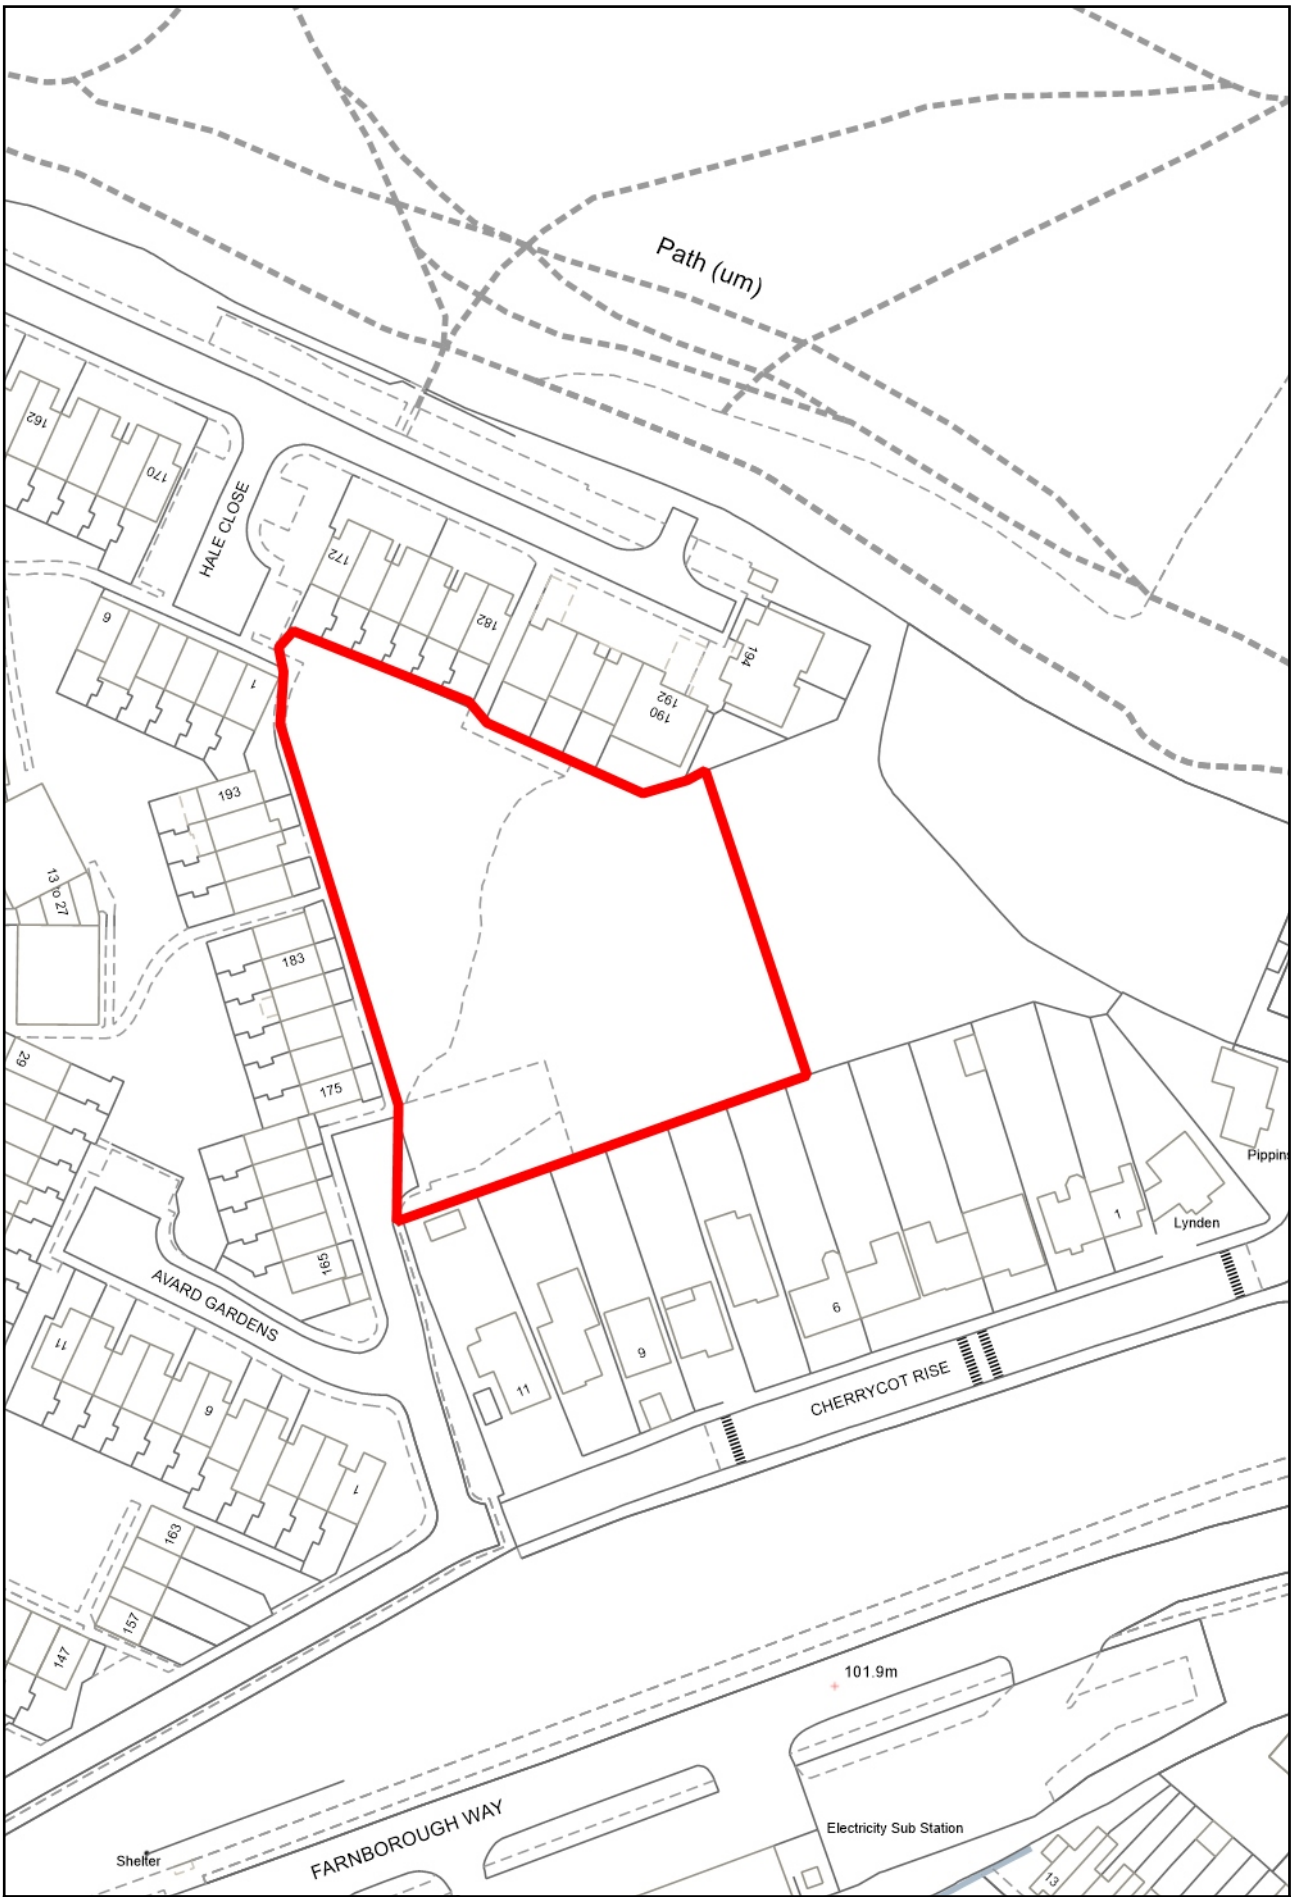 Path (um)
162
170
HALE CLOSE
172
182
194
192
190
6
1
193
13 to 27
183
29
175
Pippins
1
Lynden
165
AVARD GARDENS
6
11
9
9
11
CHERRYCOT RISE
1
163
157
147
101.9m
FARNBOROUGH WAY
Electricity Sub Station
Shelter
13